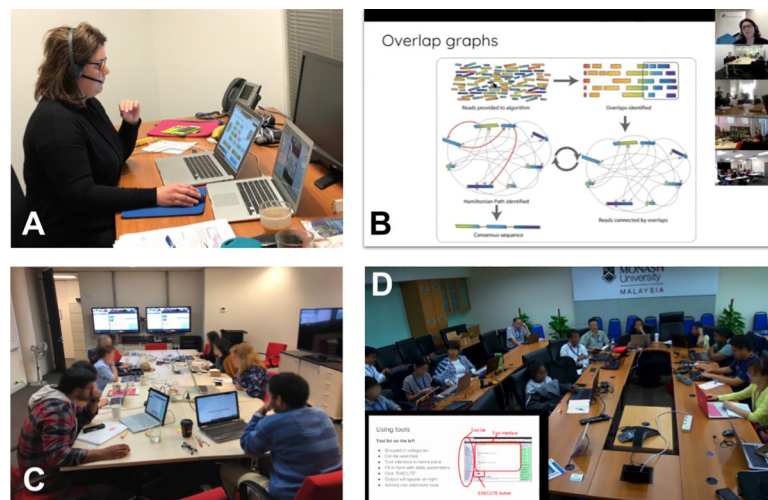 A
B
Overlap graphs
Reads provided to algorithm
Overlaps identified
Hamiltonian Path identified
Reads connected by overlaps
Consensus sequence
C
D
MONASH
University
MALAYSIA
Using tools
Tool list on the left
Grouped in categories
Can be searched
Tool interface in centre pane
Fill in form with data, parameters
Click "EXECUTE"
Output will appear on right
Admins can add more tools
Tool list
Tool interface
EXECUTE button